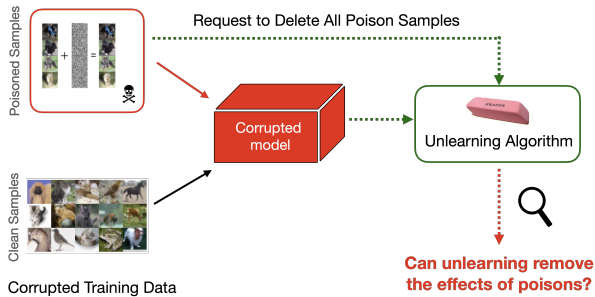 Poisoned Samples
Request to Delete All Poison Samples
+
=
Corrupted
model
ERASER
Unlearning Algorithm
Clean Samples
Can unlearning remove
the effects of poisons?
Corrupted Training Data